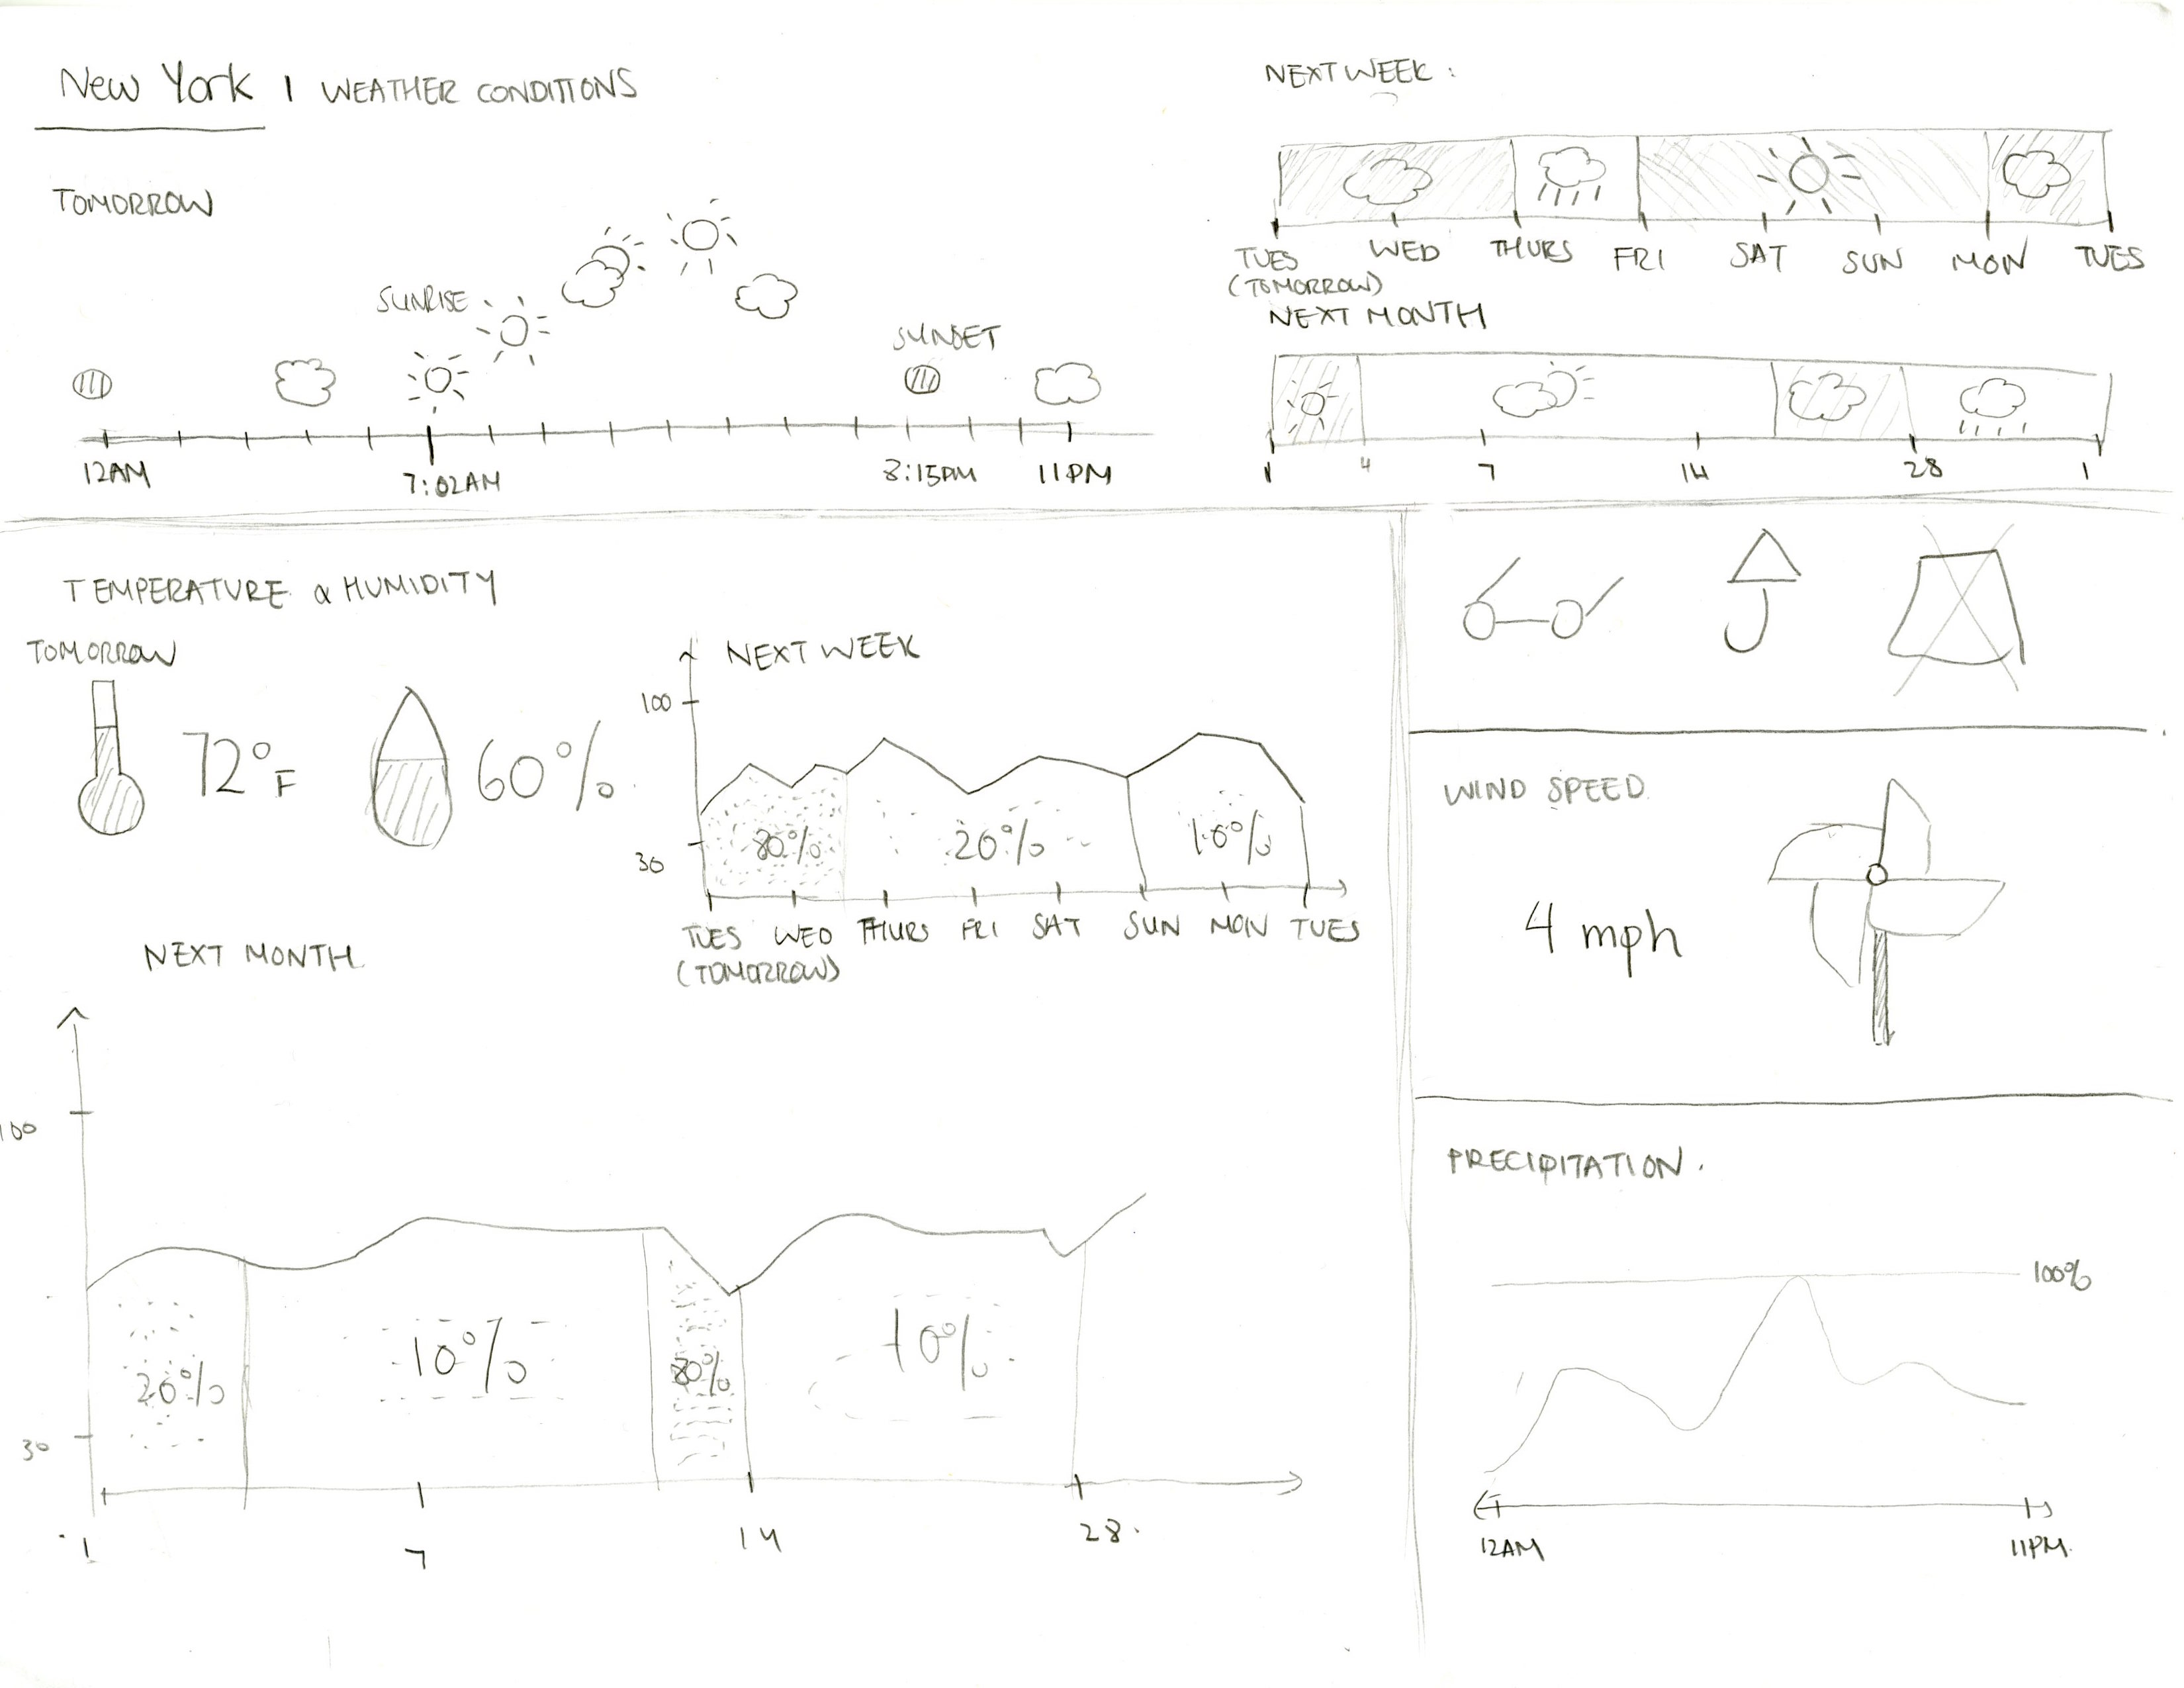 New York | WEATHER CONDITIONS
TOMORROW
SUNRISE
SUNSET
12AM 7:02AM 8:15PM 11PM
NEXT WEEK :
TUES WED THURS FRI SAT SUN MON TUES
(TOMORROW)
NEXT MONTH
1 4 7 14 28 1
TEMPERATURE & HUMIDITY
TOMORROW
72°F 60%
NEXT WEEK
100
30
80% 20% 10%
TUES WED THURS FRI SAT SUN MON TUES
(TOMORROW)
NEXT MONTH
100
30
20% 10% 80% 10%
1 7 14 28
WIND SPEED
4 mph
PRECIPITATION.
100%
12AM 11PM